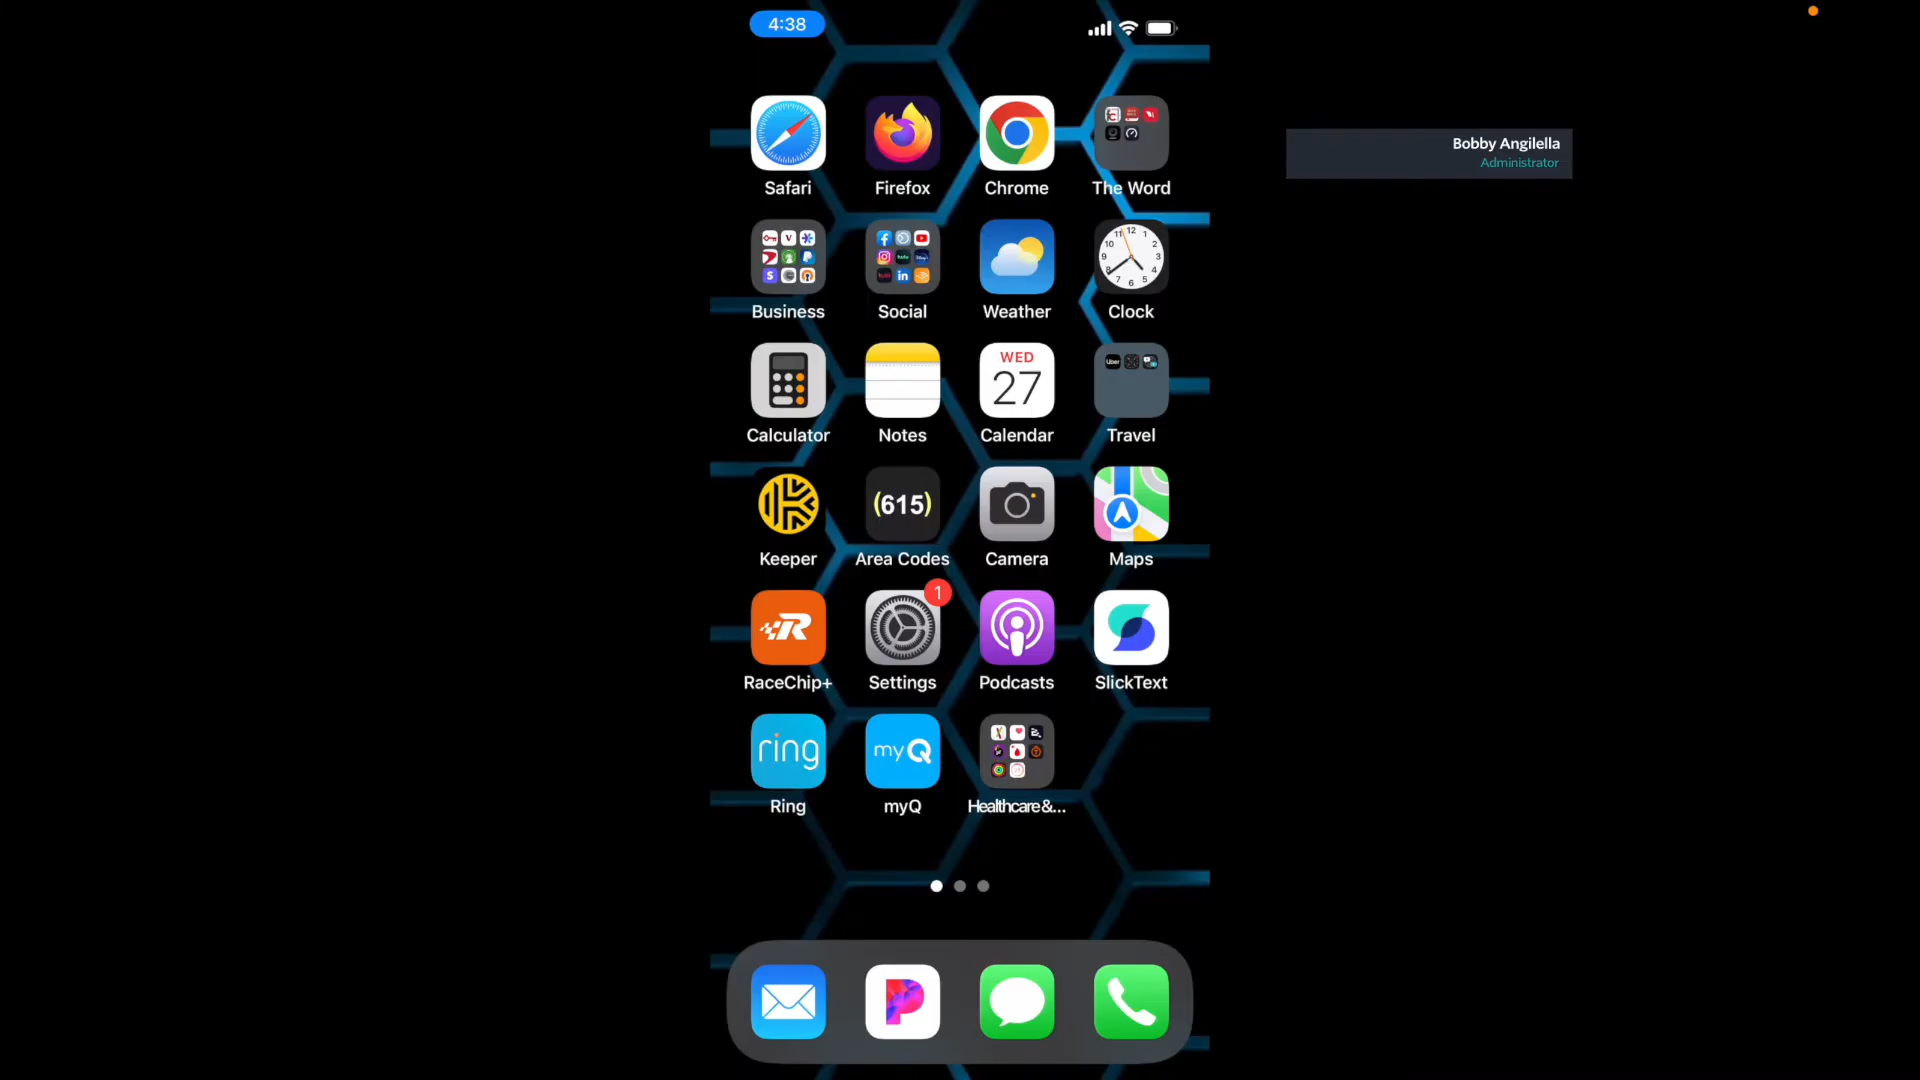 4:38
Safari
Firefox
Chrome
The Word
Bobby Angilella
Administrator
Business
Social
Weather
Clock
WED
27
Calculator
Notes
Calendar
Travel
(615)
Keeper
Area Codes
Camera
Maps
1
RaceChip+
Settings
Podcasts
SlickText
ring
myQ
Ring
myQ
Healthcare&...